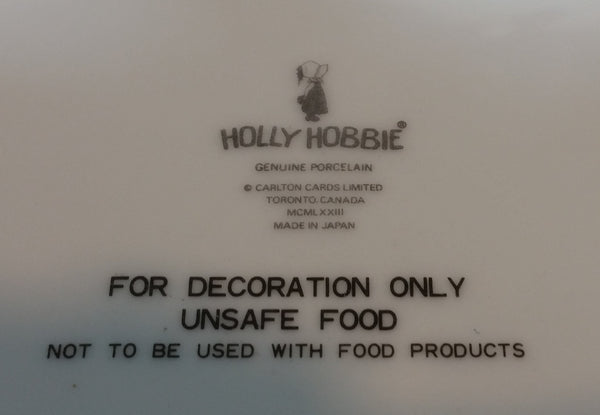 HOLLY HOBBIE®
GENUINE PORCELAIN
© CARLTON CARDS LIMITED
TORONTO, CANADA
MCMLXXIII
MADE IN JAPAN
FOR DECORATION ONLY
UNSAFE FOOD
NOT TO BE USED WITH FOOD PRODUCTS